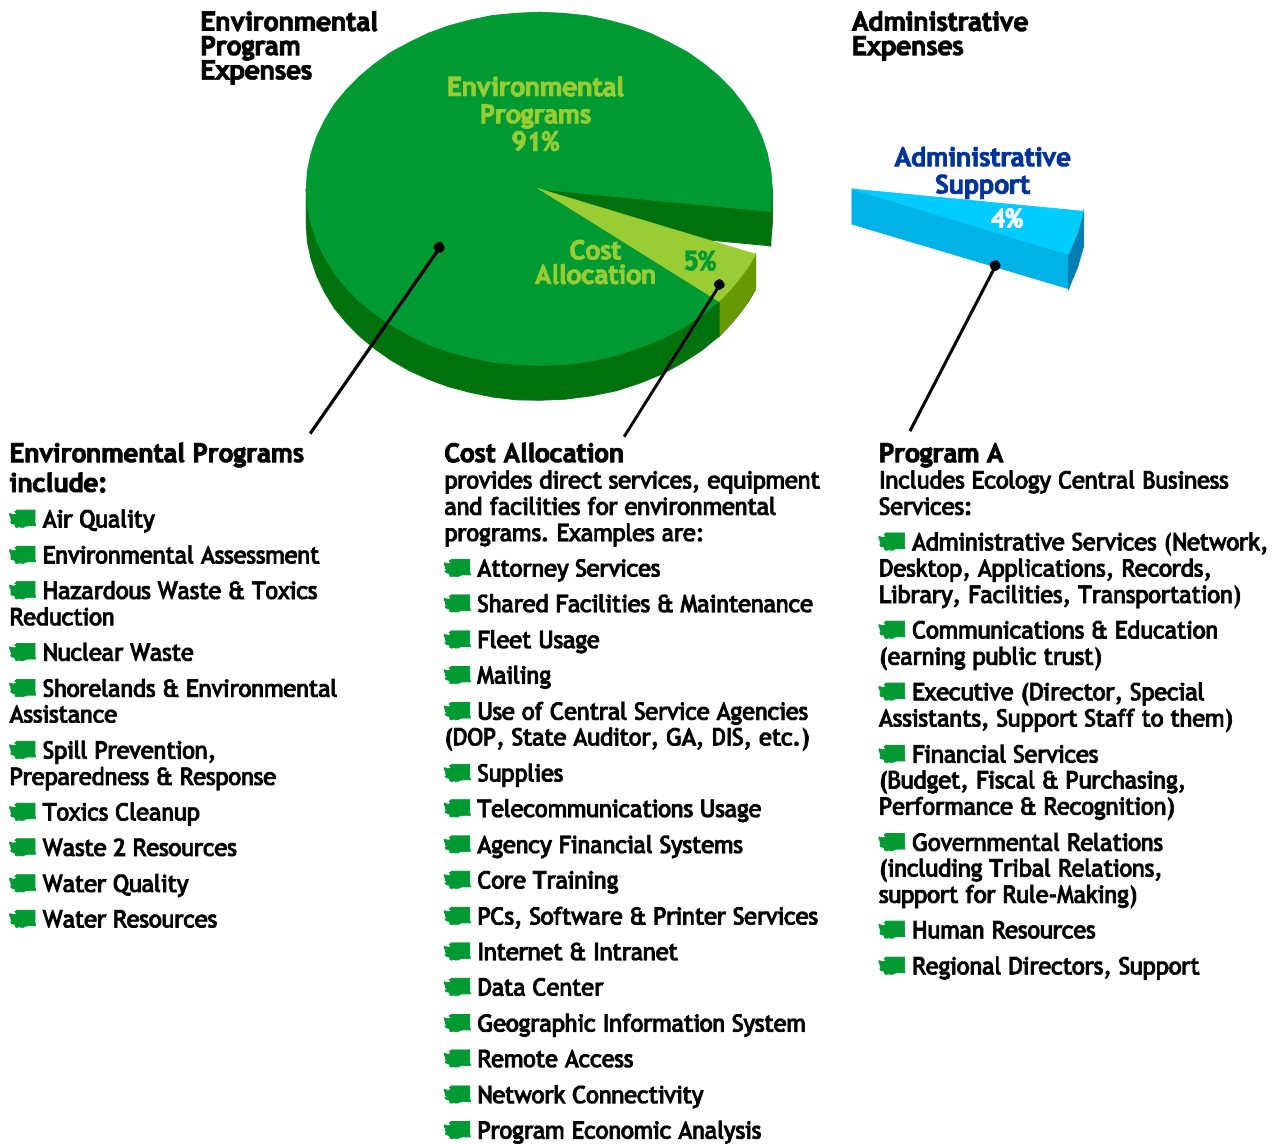 Environmental
Program
Expenses
Administrative
Expenses
Environmental
Programs
91%
Administrative
Support
4%
Cost
Allocation
5%
Environmental Programs
include:
Air Quality
Environmental Assessment
Hazardous Waste & Toxics
Reduction
Nuclear Waste
Shorelands & Environmental
Assistance
Spill Prevention,
Preparedness & Response
Toxics Cleanup
Waste 2 Resources
Water Quality
Water Resources
Cost Allocation
provides direct services, equipment
and facilities for environmental
programs. Examples are:
Attorney Services
Shared Facilities & Maintenance
Fleet Usage
Mailing
Use of Central Service Agencies
(DOP, State Auditor, GA, DIS, etc.)
Supplies
Telecommunications Usage
Agency Financial Systems
Core Training
PCs, Software & Printer Services
Internet & Intranet
Data Center
Geographic Information System
Remote Access
Network Connectivity
Program Economic Analysis
Program A
Includes Ecology Central Business
Services:
Administrative Services (Network,
Desktop, Applications, Records,
Library, Facilities, Transportation)
Communications & Education
(earning public trust)
Executive (Director, Special
Assistants, Support Staff to them)
Financial Services
(Budget, Fiscal & Purchasing,
Performance & Recognition)
Governmental Relations
(including Tribal Relations,
support for Rule-Making)
Human Resources
Regional Directors, Support